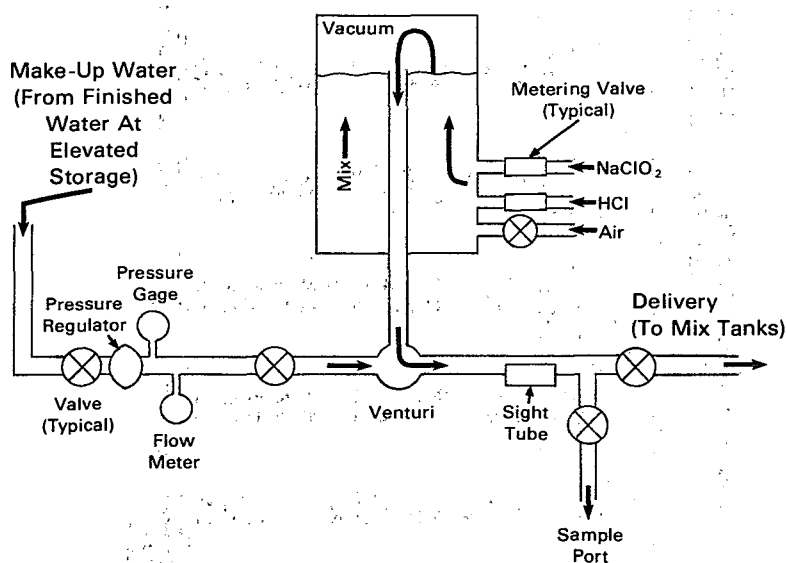 Vacuum
Make-Up Water
(From Finished
Water At
Elevated
Storage)
Metering Valve
(Typical)
Mix
NaClO₂
HCl
Air
Pressure
Gage
Pressure
Regulator
Delivery
(To Mix Tanks)
Valve
(Typical)
Flow
Meter
Venturi
Sight
Tube
Sample
Port